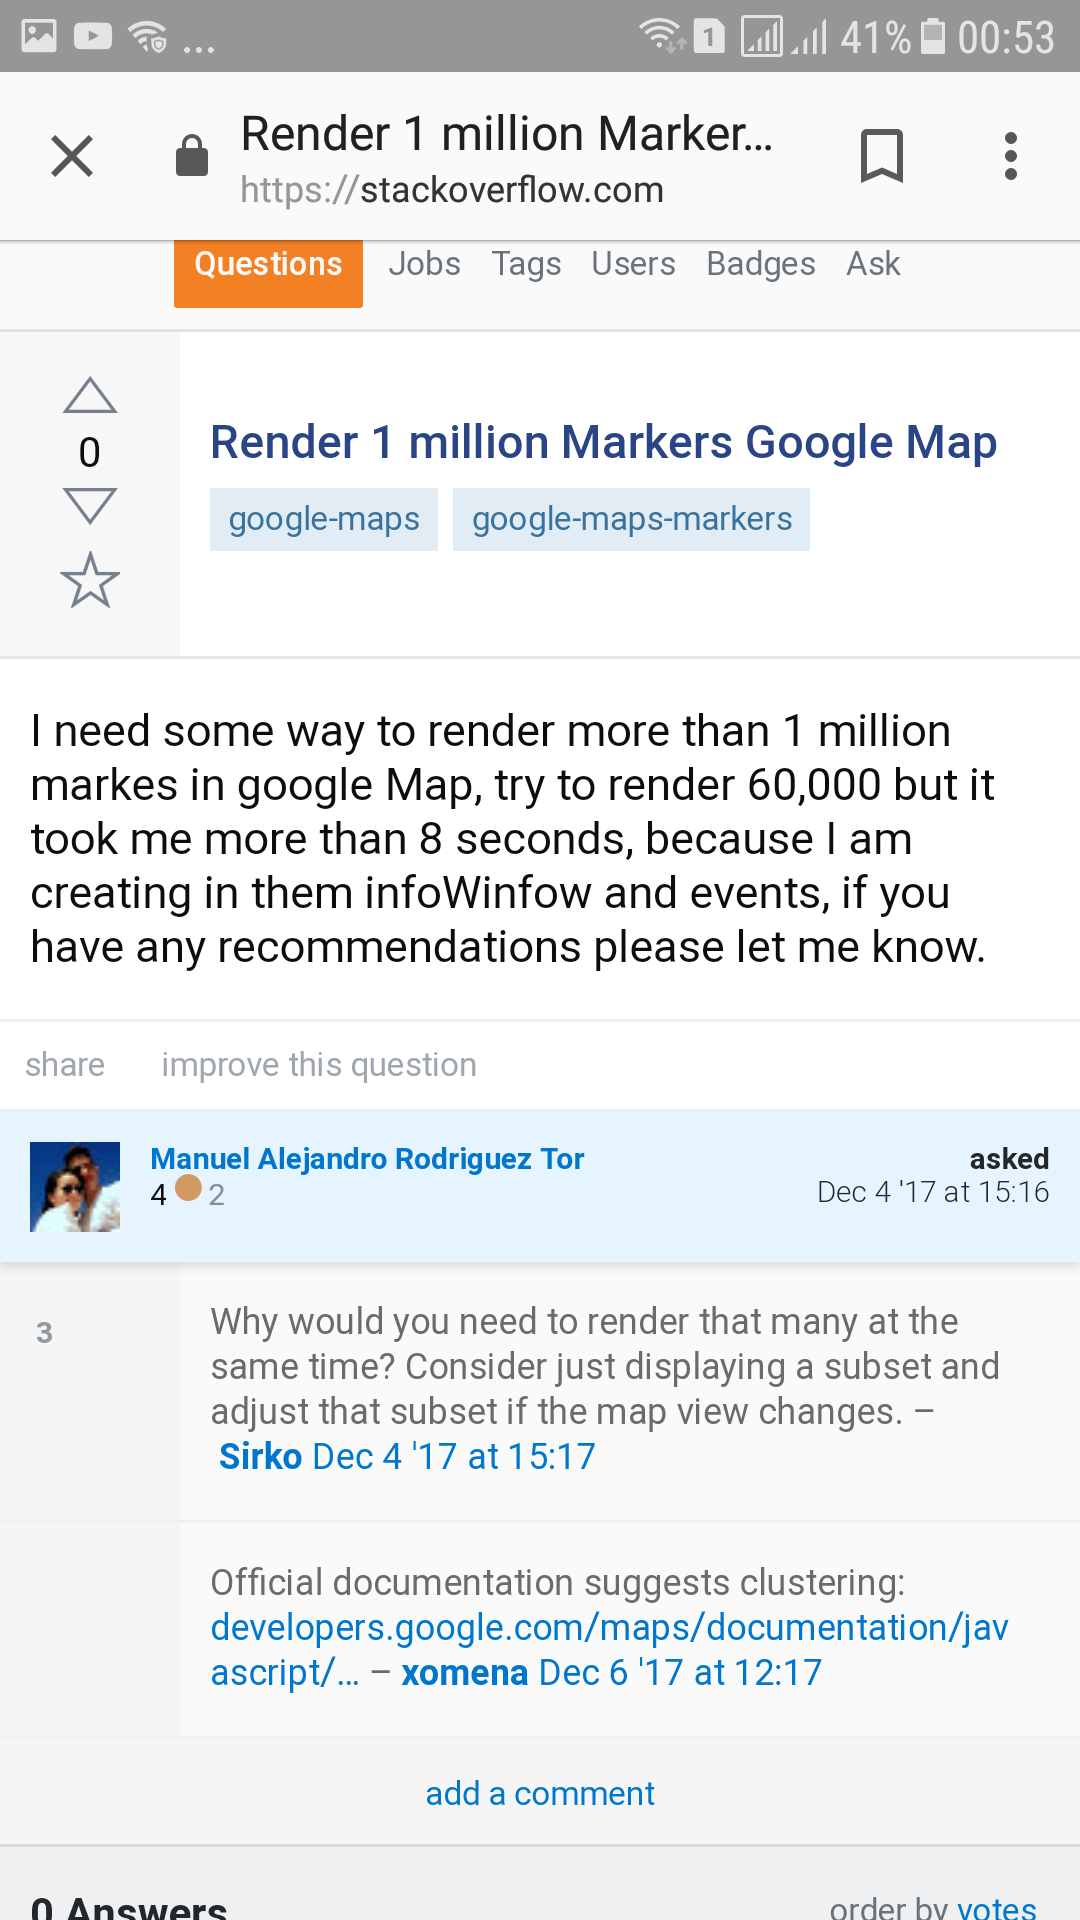 ... 1 41% 00:53
Render 1 million Marker...
https://stackoverflow.com
Questions Jobs Tags Users Badges Ask
0
Render 1 million Markers Google Map
google-maps google-maps-markers
I need some way to render more than 1 million
markes in google Map, try to render 60,000 but it
took me more than 8 seconds, because I am
creating in them infoWinfow and events, if you
have any recommendations please let me know.
share improve this question
Manuel Alejandro Rodriguez Tor asked
4 2 Dec 4 '17 at 15:16
3
Why would you need to render that many at the
same time? Consider just displaying a subset and
adjust that subset if the map view changes. –
Sirko Dec 4 '17 at 15:17
Official documentation suggests clustering:
developers.google.com/maps/documentation/jav
ascript/... – xomena Dec 6 '17 at 12:17
add a comment
0 Answers order by votes